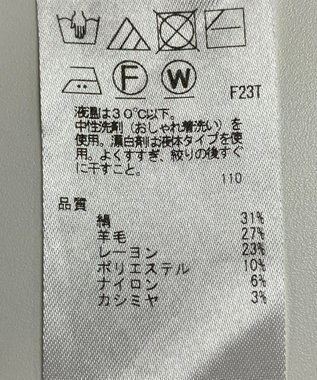 F W
F23T
液温は30℃以下。
中性洗剤（おしゃれ着洗い）を
使用。漂白剤は液体タイプを使
用。よくすすぎ、絞りの後すぐ
に干すこと。
110
品質
絹 31%
羊毛 27%
レーヨン 23%
ポリエステル 10%
ナイロン 6%
カシミヤ 3%